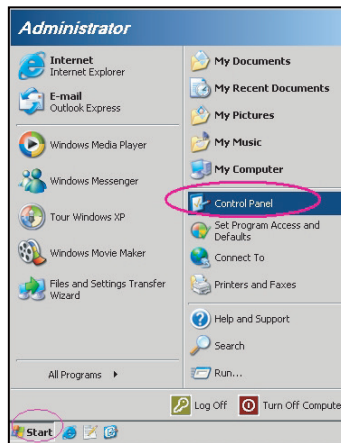 Administrator
Internet
Internet Explorer
E-mail
Outlook Express
Windows Media Player
Windows Messenger
Tour Windows XP
Windows Movie Maker
Files and Settings Transfer
Wizard
All Programs
My Documents
My Recent Documents
My Pictures
My Music
My Computer
Control Panel
Set Program Access and
Defaults
Connect To
Printers and Faxes
Help and Support
Search
Run...
Log Off
Turn Off Compute
Start